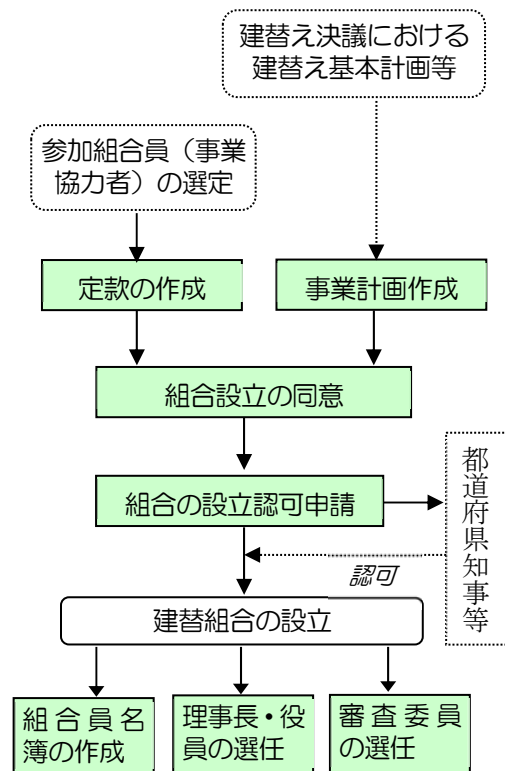 建替え決議における
建替え基本計画等
参加組合員（事業
協力者）の選定
定款の作成
事業計画作成
組合設立の同意
組合の設立認可申請
都道府県知事等
認可
建替組合の設立
組合員名
簿の作成
理事長・役
員の選任
審査委員
の選任